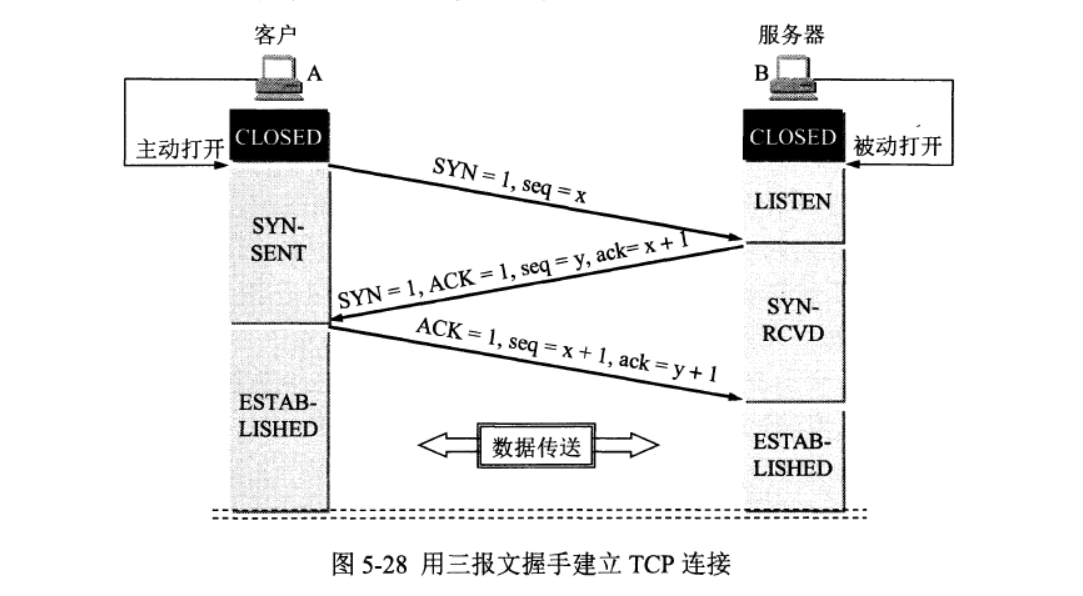 客户
服务器
A
B
CLOSED
CLOSED
主动打开
被动打开
SYN = 1, seq = x
LISTEN
SYN-
SENT
SYN = 1, ACK = 1, seq = y, ack= x + 1
SYN-
RCVD
ACK = 1, seq = x + 1, ack = y + 1
ESTAB-
LISHED
数据传送
ESTAB-
LISHED
图 5-28 用三报文握手建立 TCP 连接